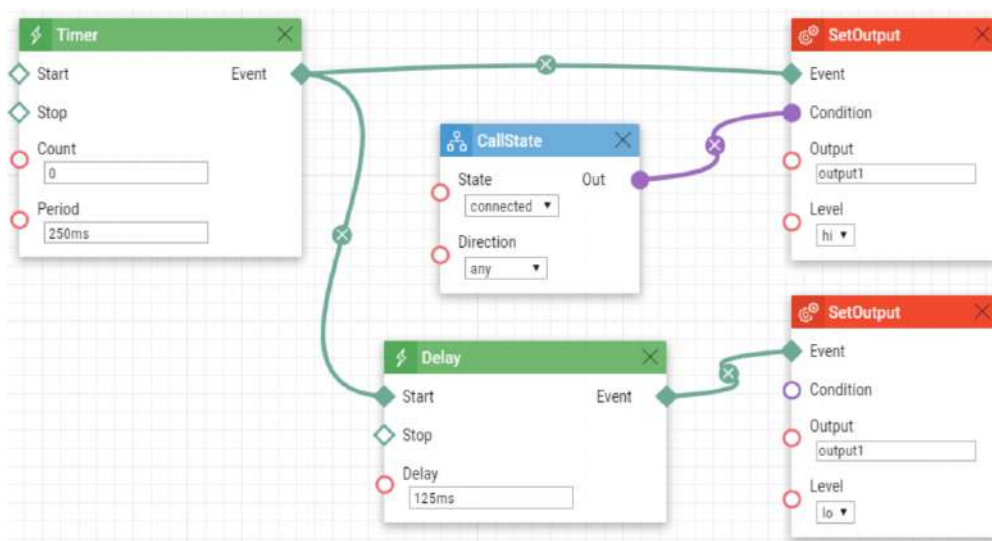 Timer
Start Event
Stop
Count
0
Period
250ms
CallState
State Out
connected
Direction
any
SetOutput
Event
Condition
Output
output1
Level
hi
Delay
Start Event
Stop
Delay
125ms
SetOutput
Event
Condition
Output
output1
Level
lo